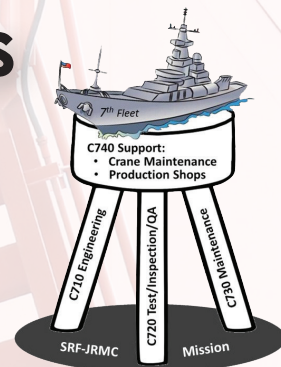 S
7th Fleet
C740 Support:
• Crane Maintenance
• Production Shops
C710 Engineering
C720 Test/Inspection/QA
C730 Maintenance
SRF-JRMC Mission